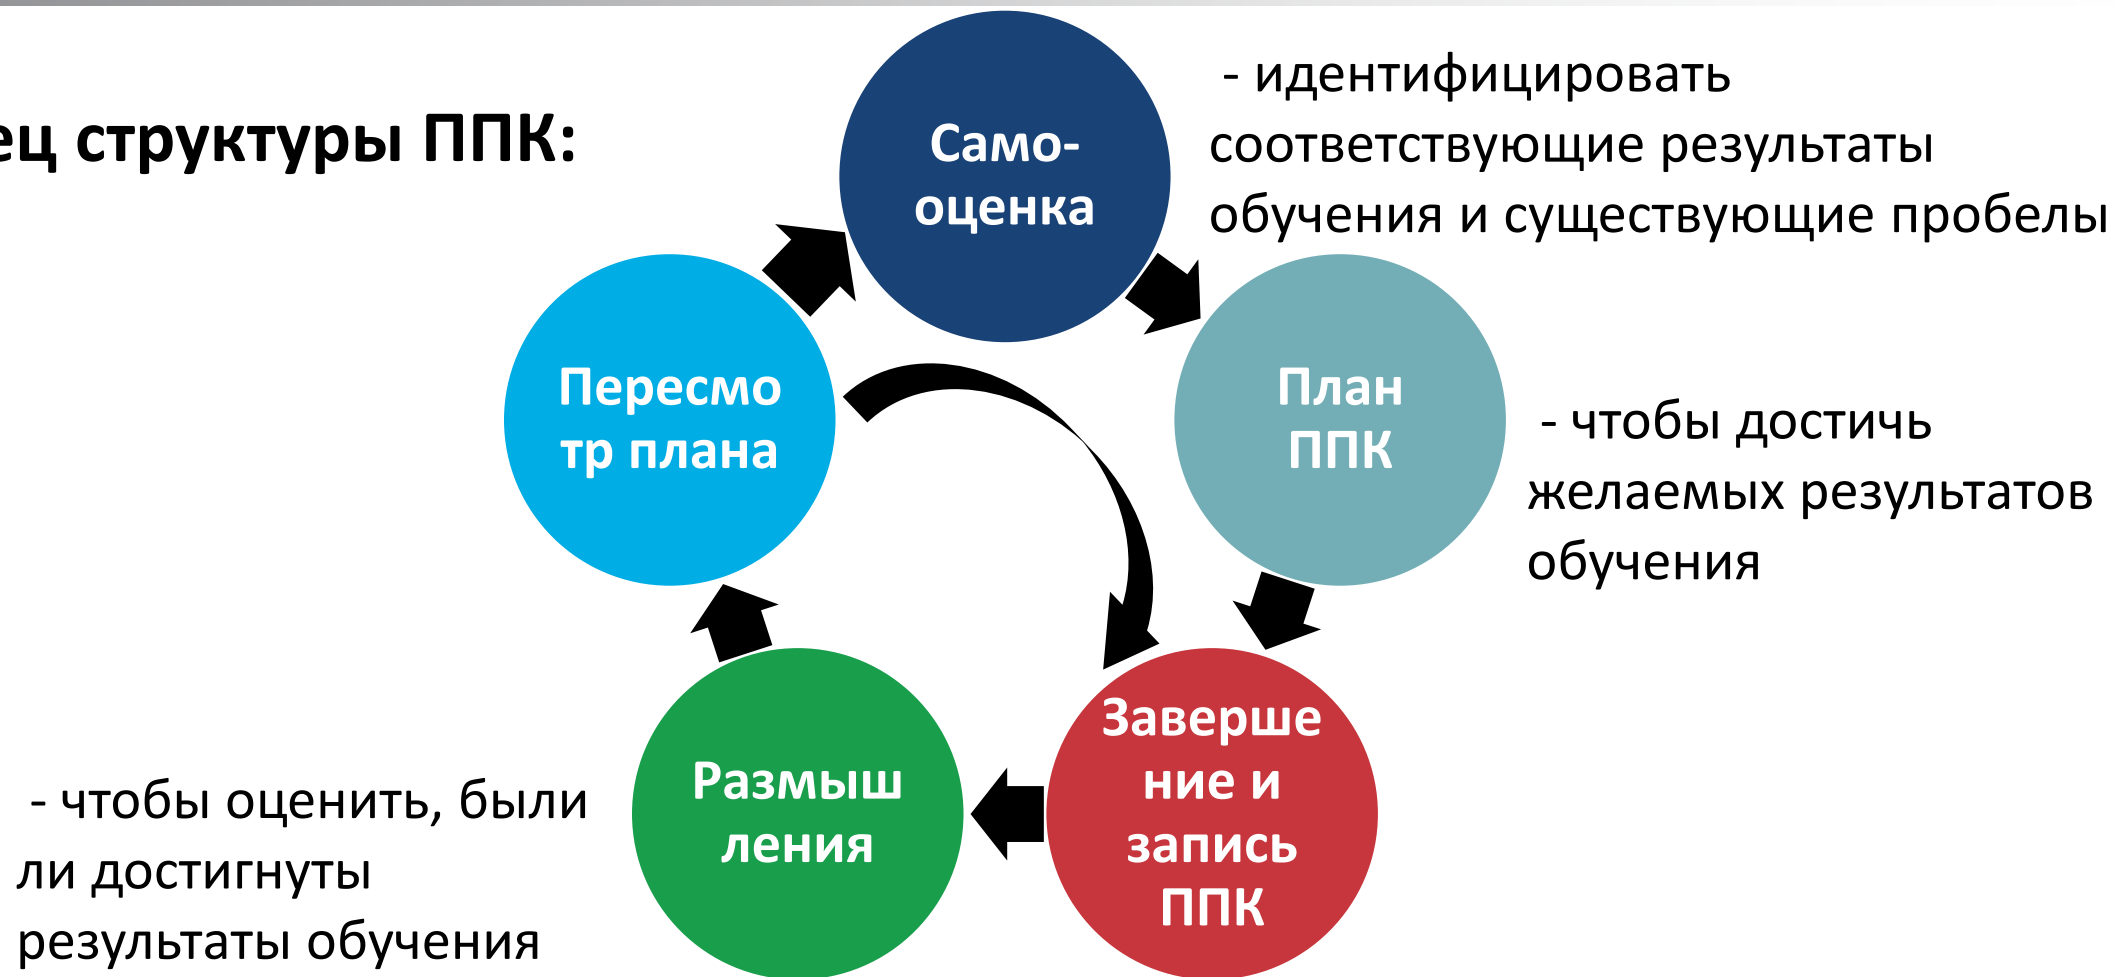 ец структуры ППК:
Само-
оценка
- идентифицировать
соответствующие результаты
обучения и существующие пробелы
Пересмо
тр плана
План
ППК
- чтобы достичь
желаемых результатов
обучения
Заверше
ние и
запись
ППК
Размыш
ления
- чтобы оценить, были
ли достигнуты
результаты обучения